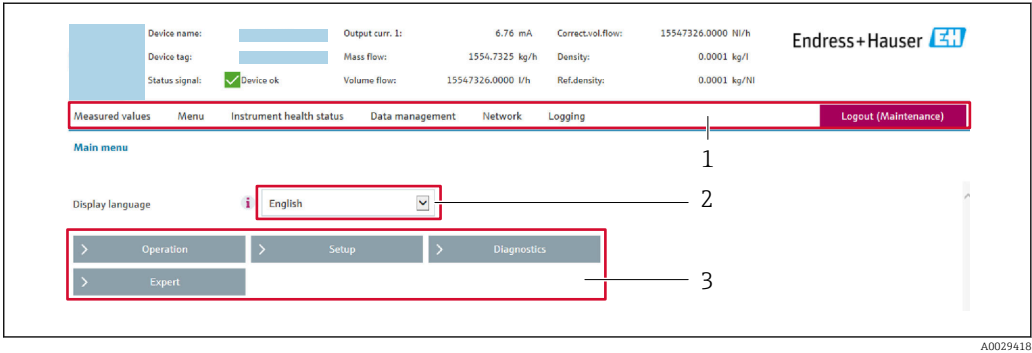 Device name: Output curr. 1: 6.76 mA Correct.vol.flow: 15547326.0000 Nl/h
Endress+Hauser EH
Device tag: Mass flow: 1554.7325 kg/h Density: 0.0001 kg/l
Status signal: Device ok Volume flow: 15547326.0000 l/h Ref.density: 0.0001 kg/Nl
Measured values Menu Instrument health status Data management Network Logging Logout (Maintenance)
Main menu
1
Display language i English 2
> Operation > Setup > Diagnostics
> Expert 3
A0029418